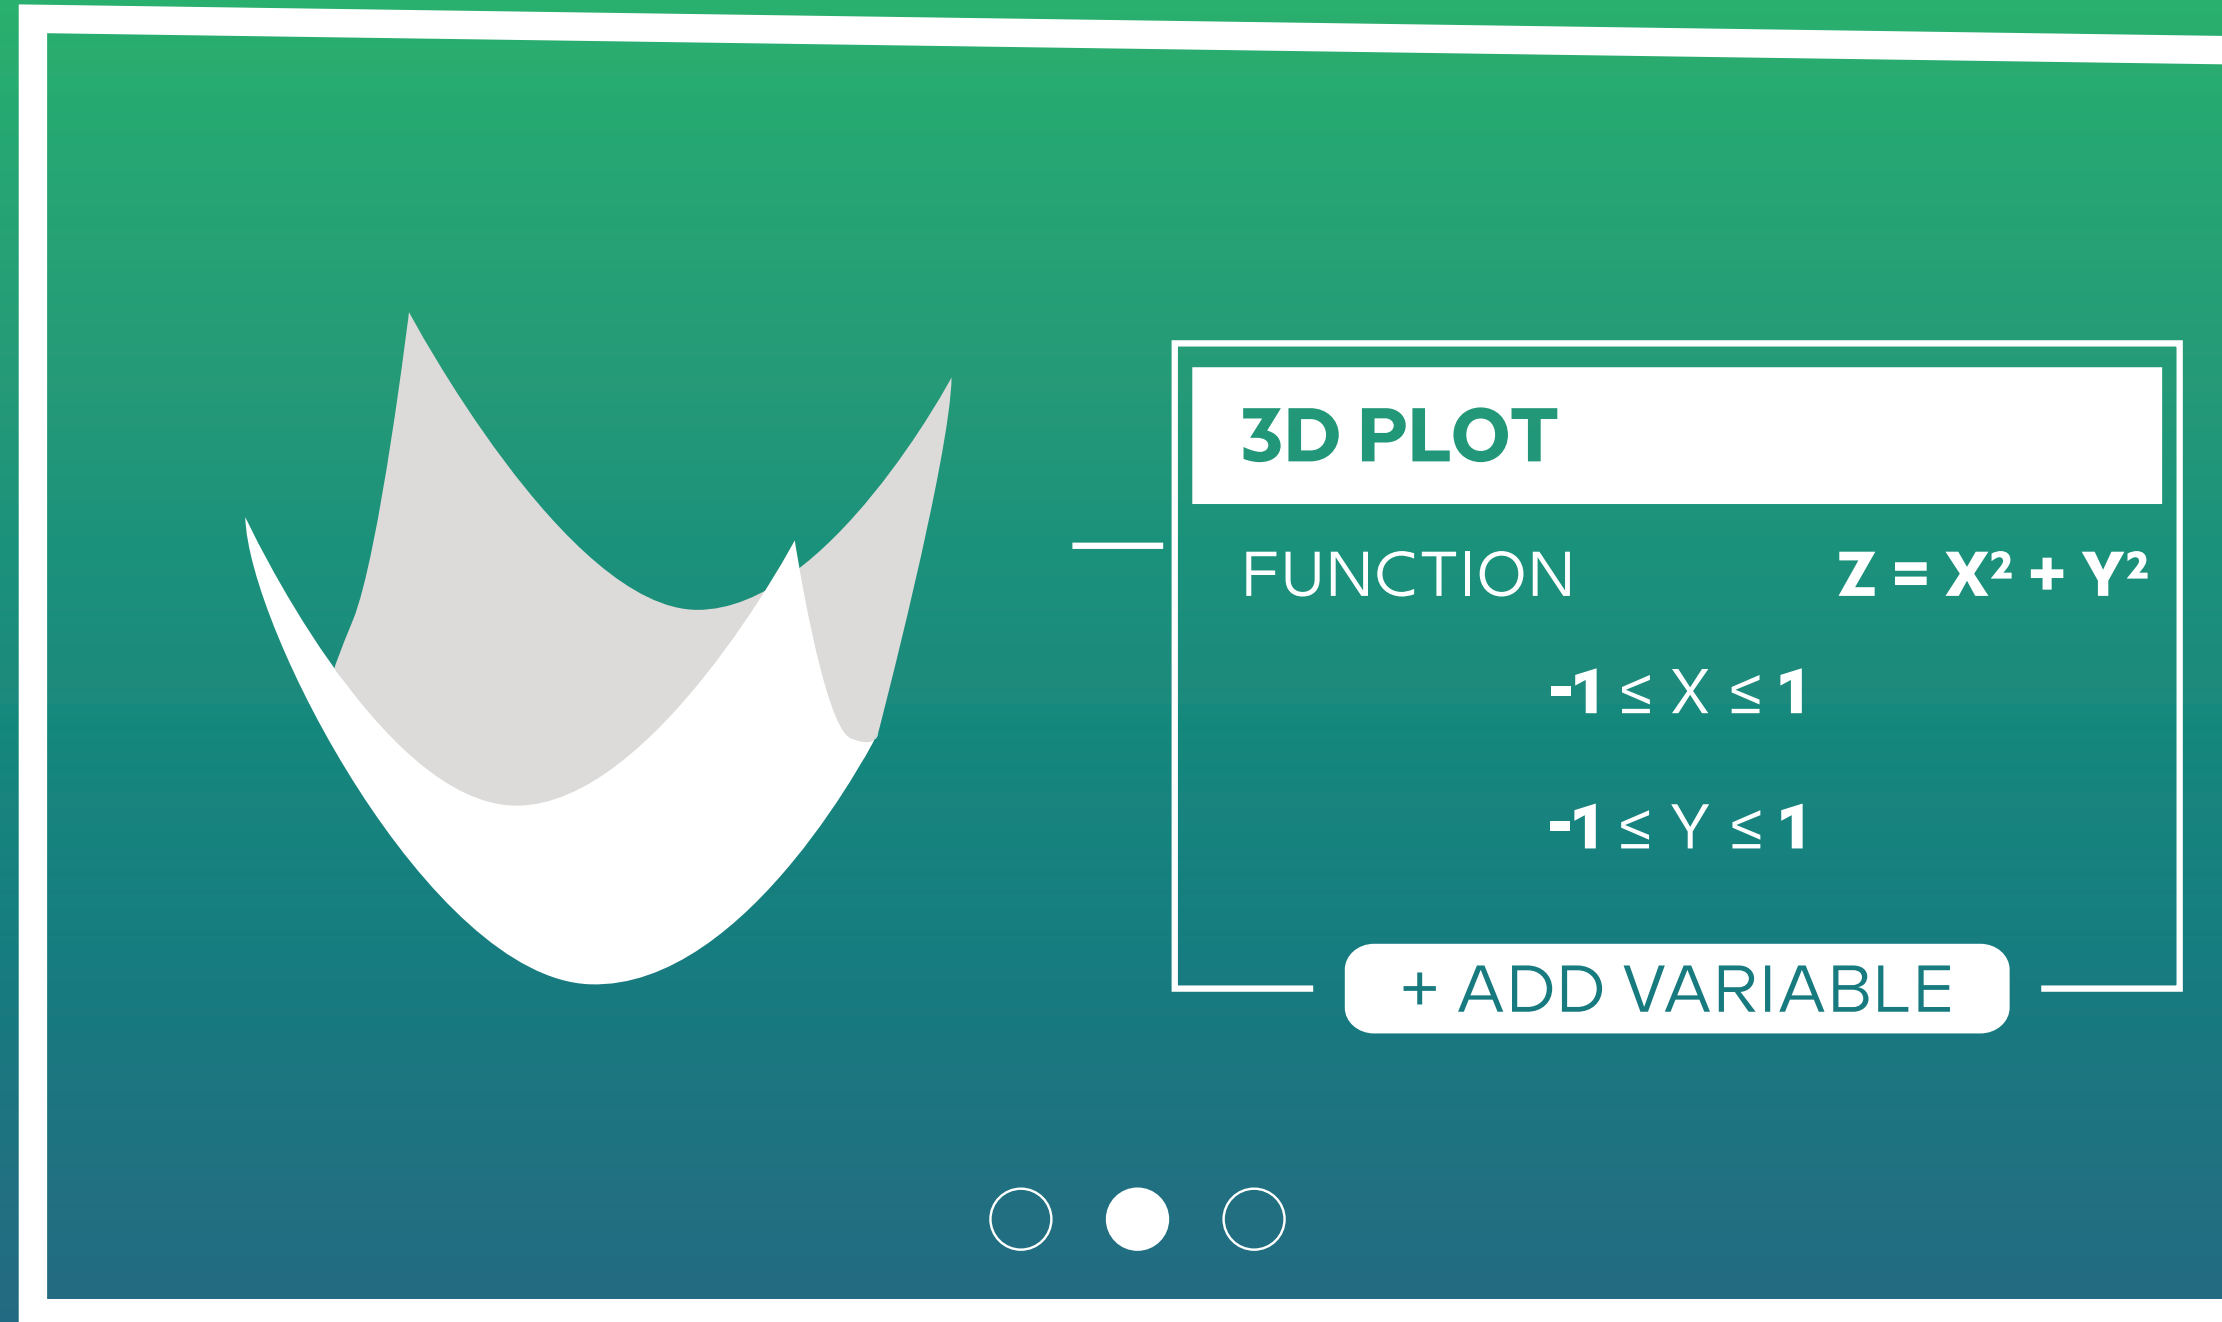 3D PLOT
FUNCTION Z = X² + Y²
-1 ≤ X ≤ 1
-1 ≤ Y ≤ 1
+ ADD VARIABLE